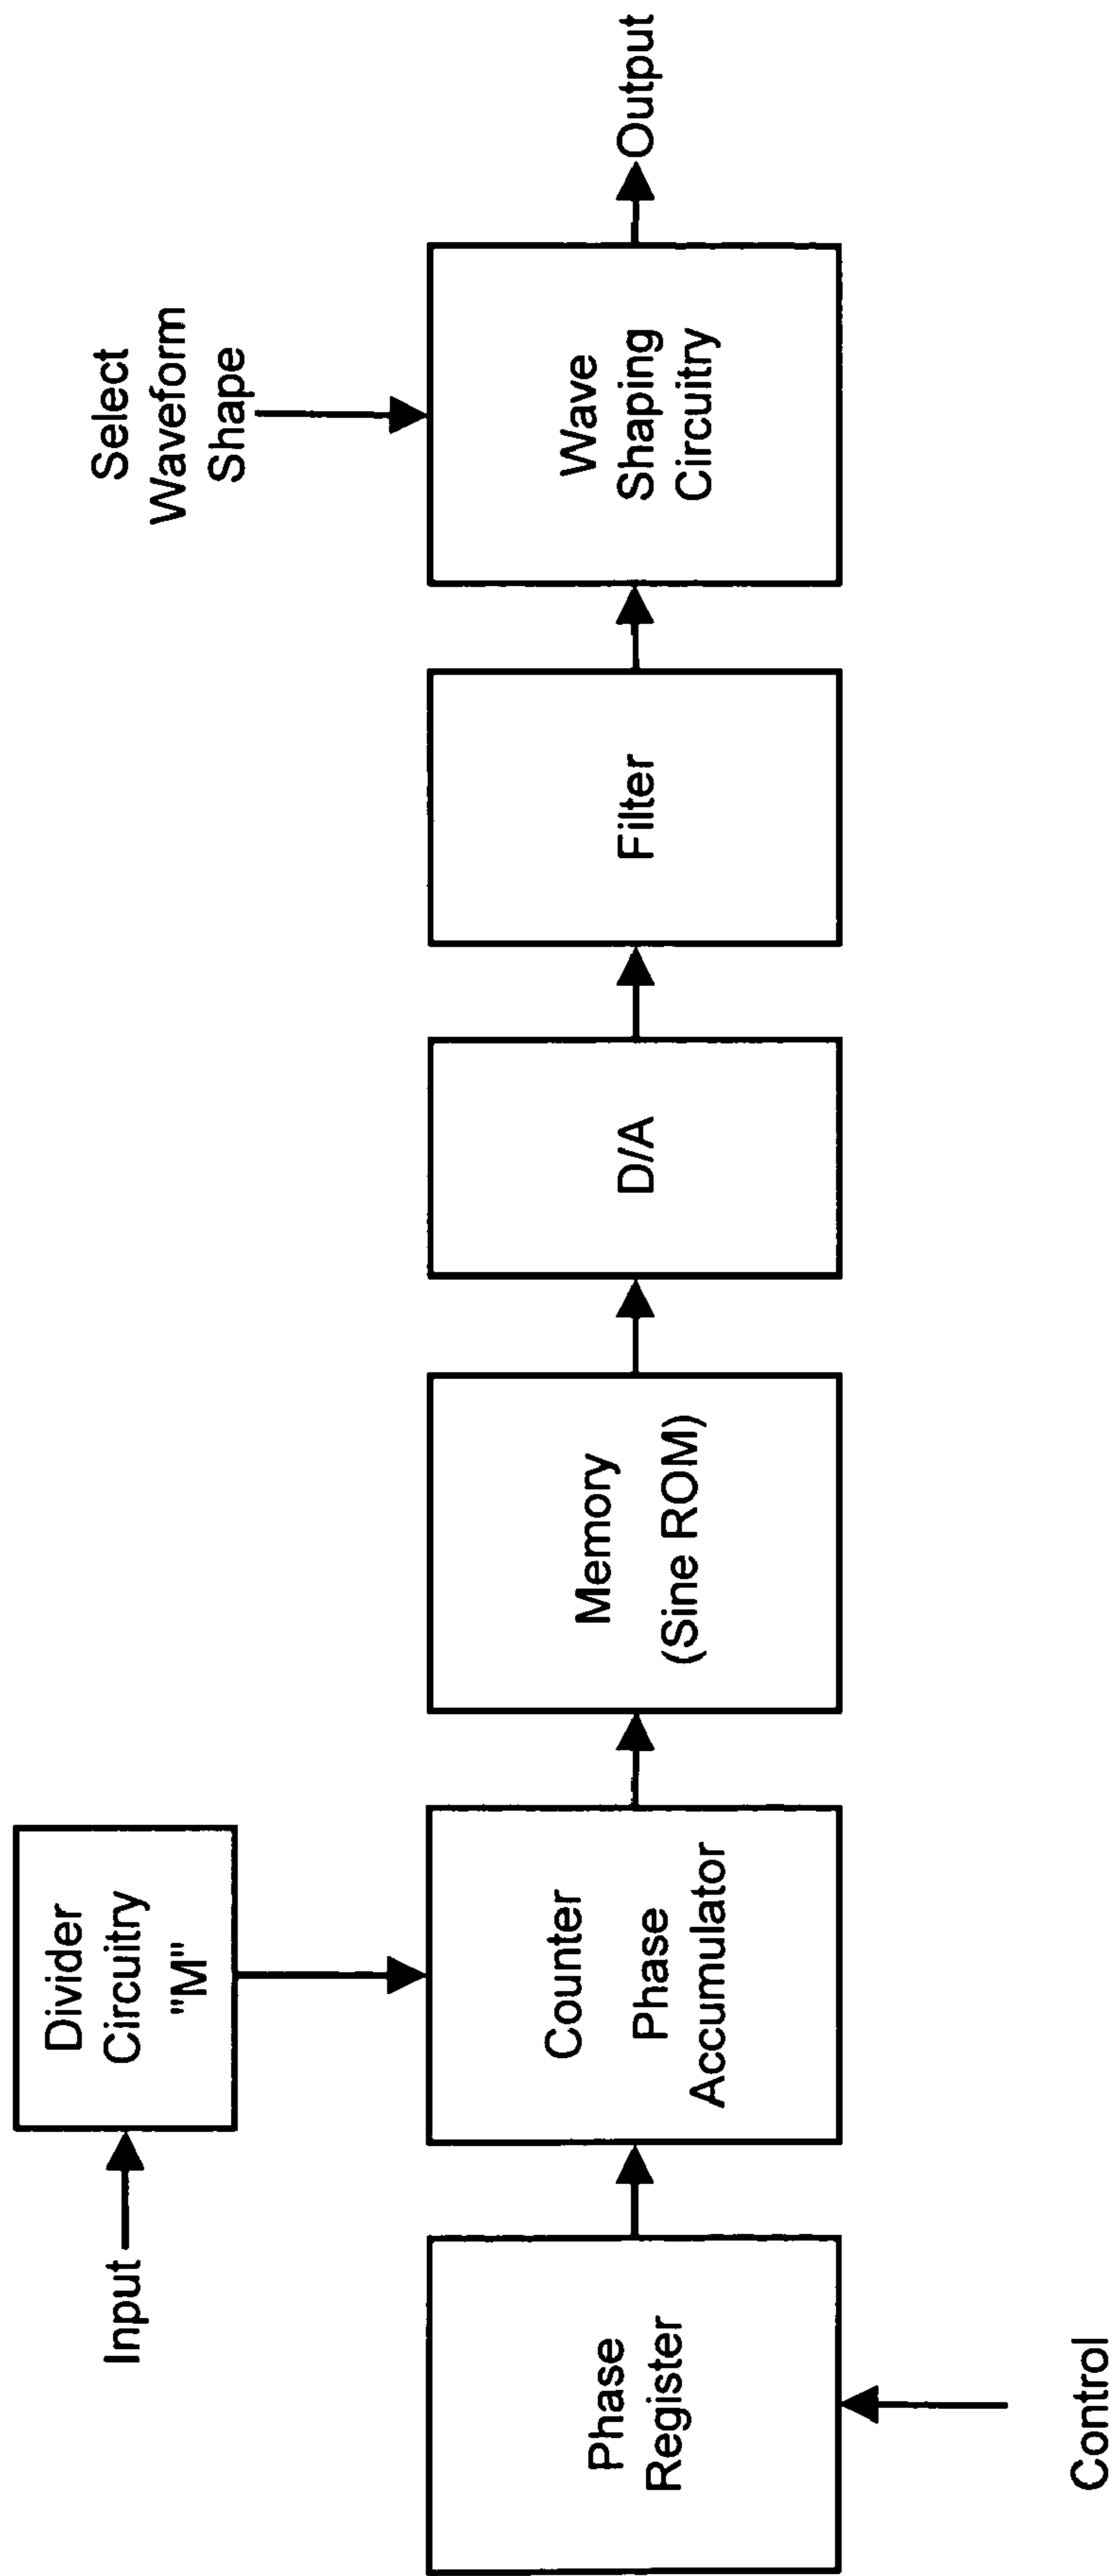 Input
Divider
Circuitry
"M"
Select
Waveform
Shape
Phase
Register
Counter
Phase
Accumulator
Memory
(Sine ROM)
D/A
Filter
Wave
Shaping
Circuitry
Output
Control